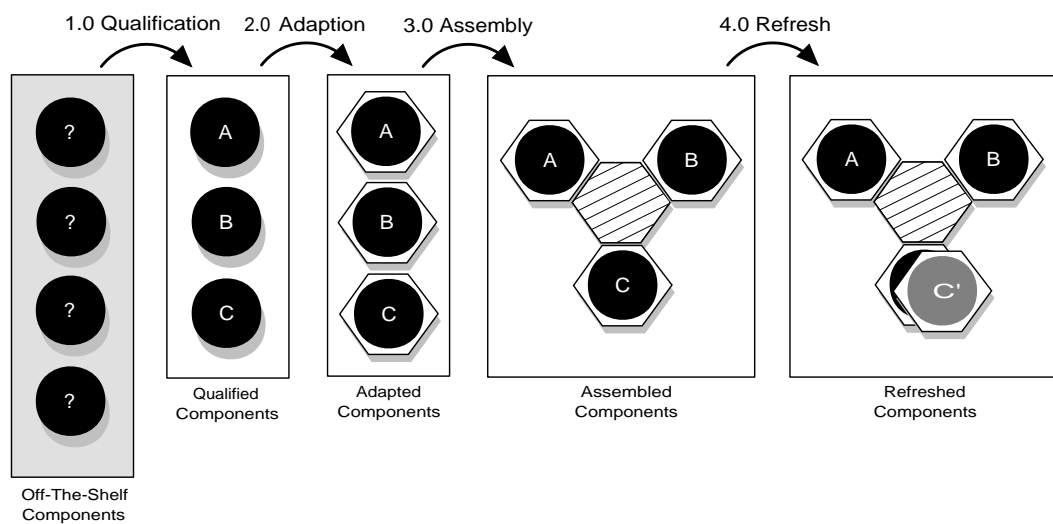 1.0 Qualification
2.0 Adaption
3.0 Assembly
4.0 Refresh
?
?
?
?
Off-The-Shelf
Components
A
B
C
Qualified
Components
A
B
C
Adapted
Components
A
B
C
Assembled
Components
A
B
C'
Refreshed
Components